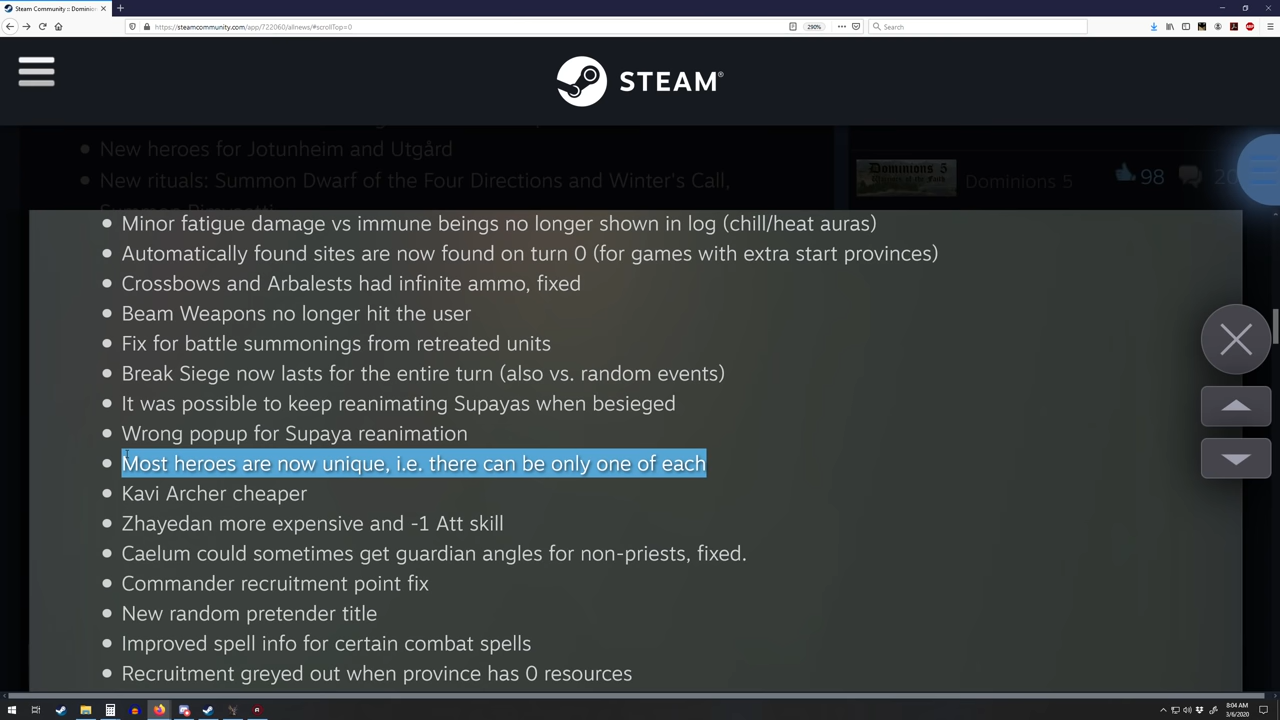 Steam Community :: Dominic
https://steamcommunity.com/app/722060/allnews/#scrollTop=0
290%
Search
STEAM®
New heroes for Jotunheim and Utgård
New rituals: Summon Dwarf of the Four Directions and Winter's Call,
Dominions 5
Dominions 5
98
Minor fatigue damage vs immune beings no longer shown in log (chill/heat auras)
Automatically found sites are now found on turn 0 (for games with extra start provinces)
Crossbows and Arbalests had infinite ammo, fixed
Beam Weapons no longer hit the user
Fix for battle summonings from retreated units
Break Siege now lasts for the entire turn (also vs. random events)
It was possible to keep reanimating Supayas when besieged
Wrong popup for Supaya reanimation
Most heroes are now unique, i.e. there can be only one of each
Kavi Archer cheaper
Zhayedan more expensive and -1 Att skill
Caelum could sometimes get guardian angles for non-priests, fixed.
Commander recruitment point fix
New random pretender title
Improved spell info for certain combat spells
Recruitment greyed out when province has 0 resources
8:04 AM
3/6/2020